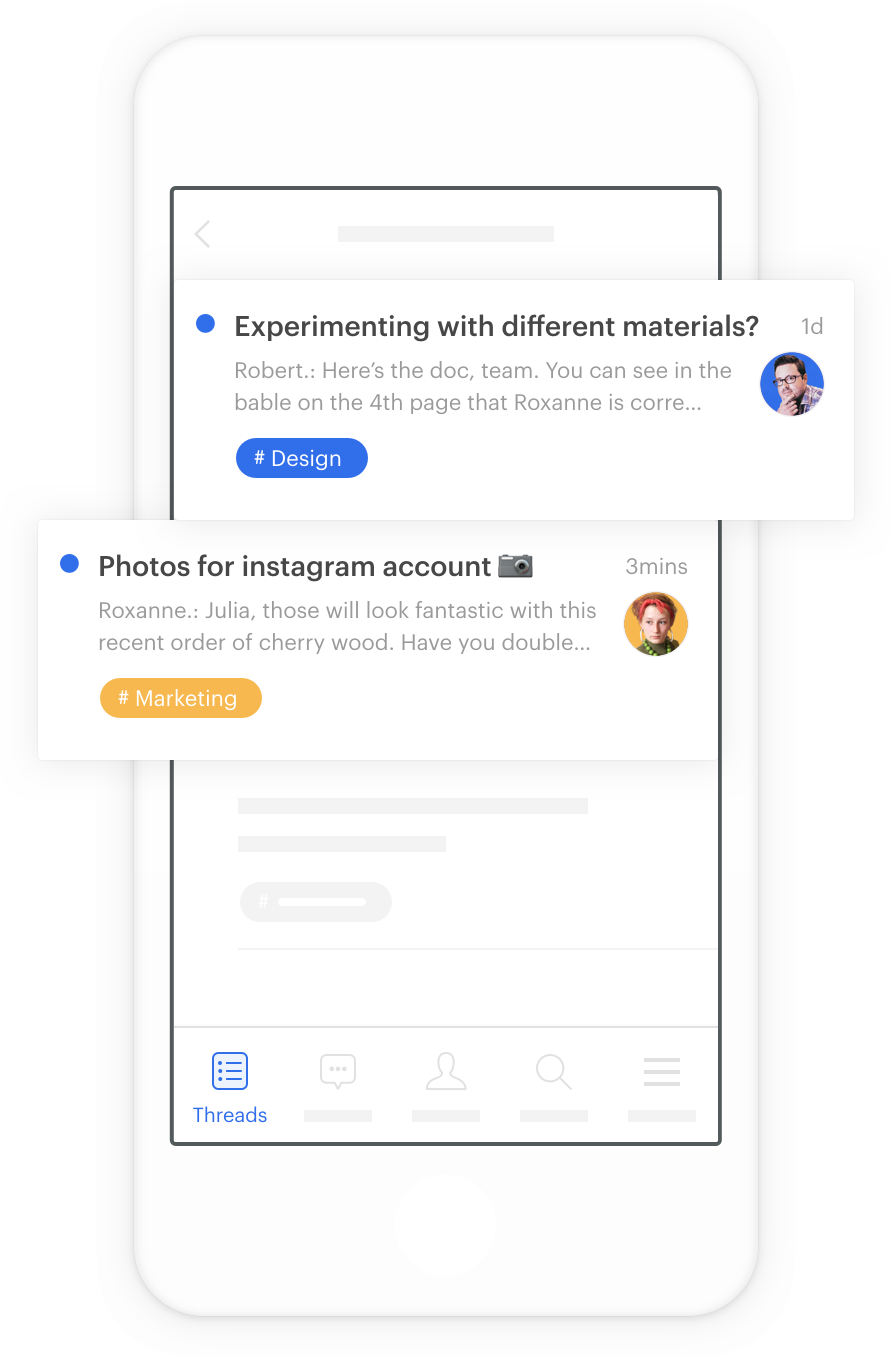 Experimenting with different materials? 1d
Robert.: Here’s the doc, team. You can see in the
bable on the 4th page that Roxanne is corre...
# Design
Photos for instagram account 📷 3mins
Roxanne.: Julia, those will look fantastic with this
recent order of cherry wood. Have you double...
# Marketing
#
Threads